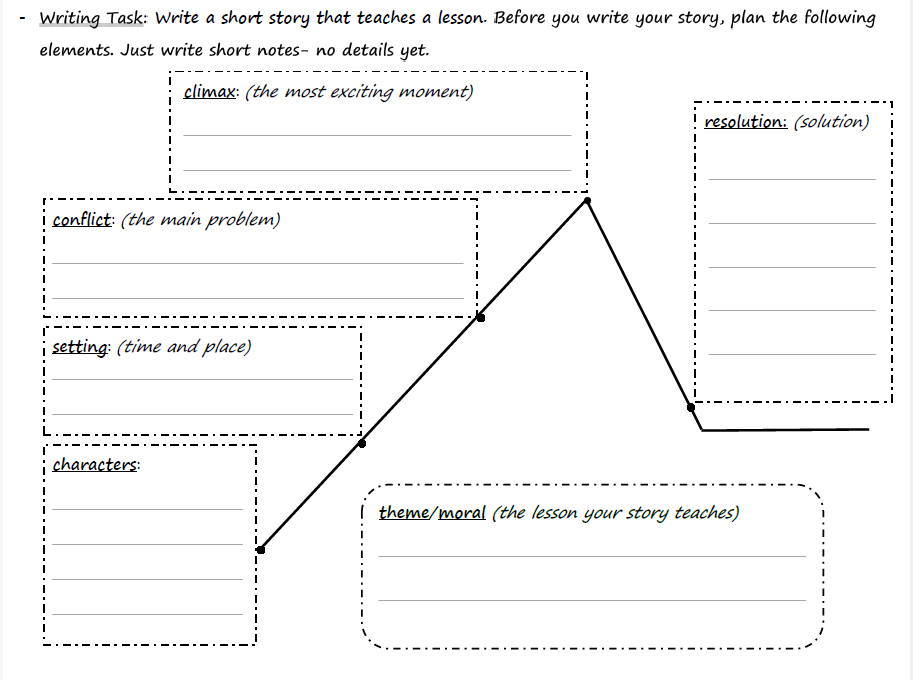 - Writing Task: Write a short story that teaches a lesson. Before you write your story, plan the following
elements. Just write short notes- no details yet.
climax: (the most exciting moment)
resolution: (solution)
conflict: (the main problem)
setting: (time and place)
characters:
theme/moral (the lesson your story teaches)